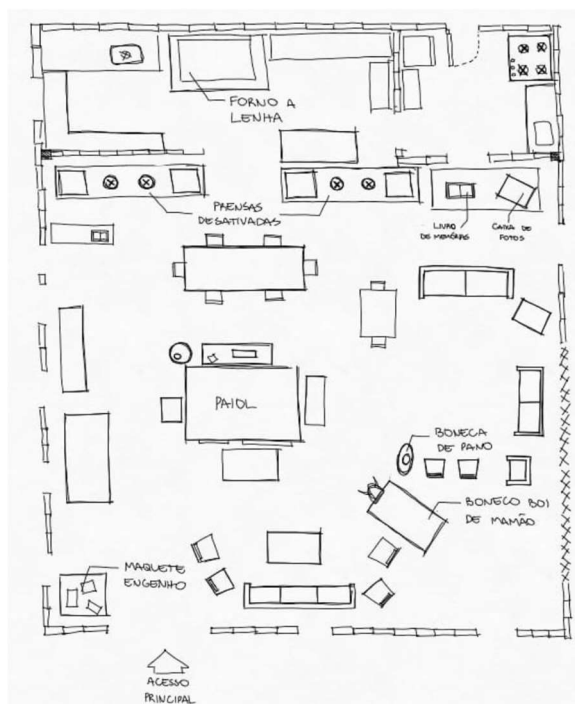 FORNO A
LENHA
PRENSAS
DESATIVADAS
LIVRO
DE MEMÓRIAS
CAIXA DE
FOTOS
PAIOL
BONECA
DE PANO
BONECO BOI
DE MAMÃO
MAQUETE
ENGENHO
ACESSO
PRINCIPAL